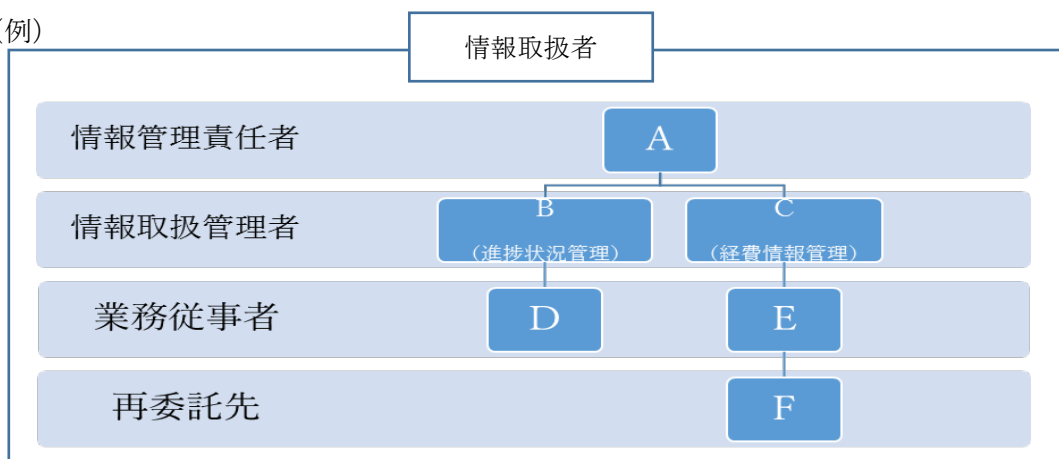 (例)
情報取扱者
情報管理責任者
A
情報取扱管理者
B
(進捗状況管理)
C
(経費情報管理)
業務従事者
D
E
再委託先
F